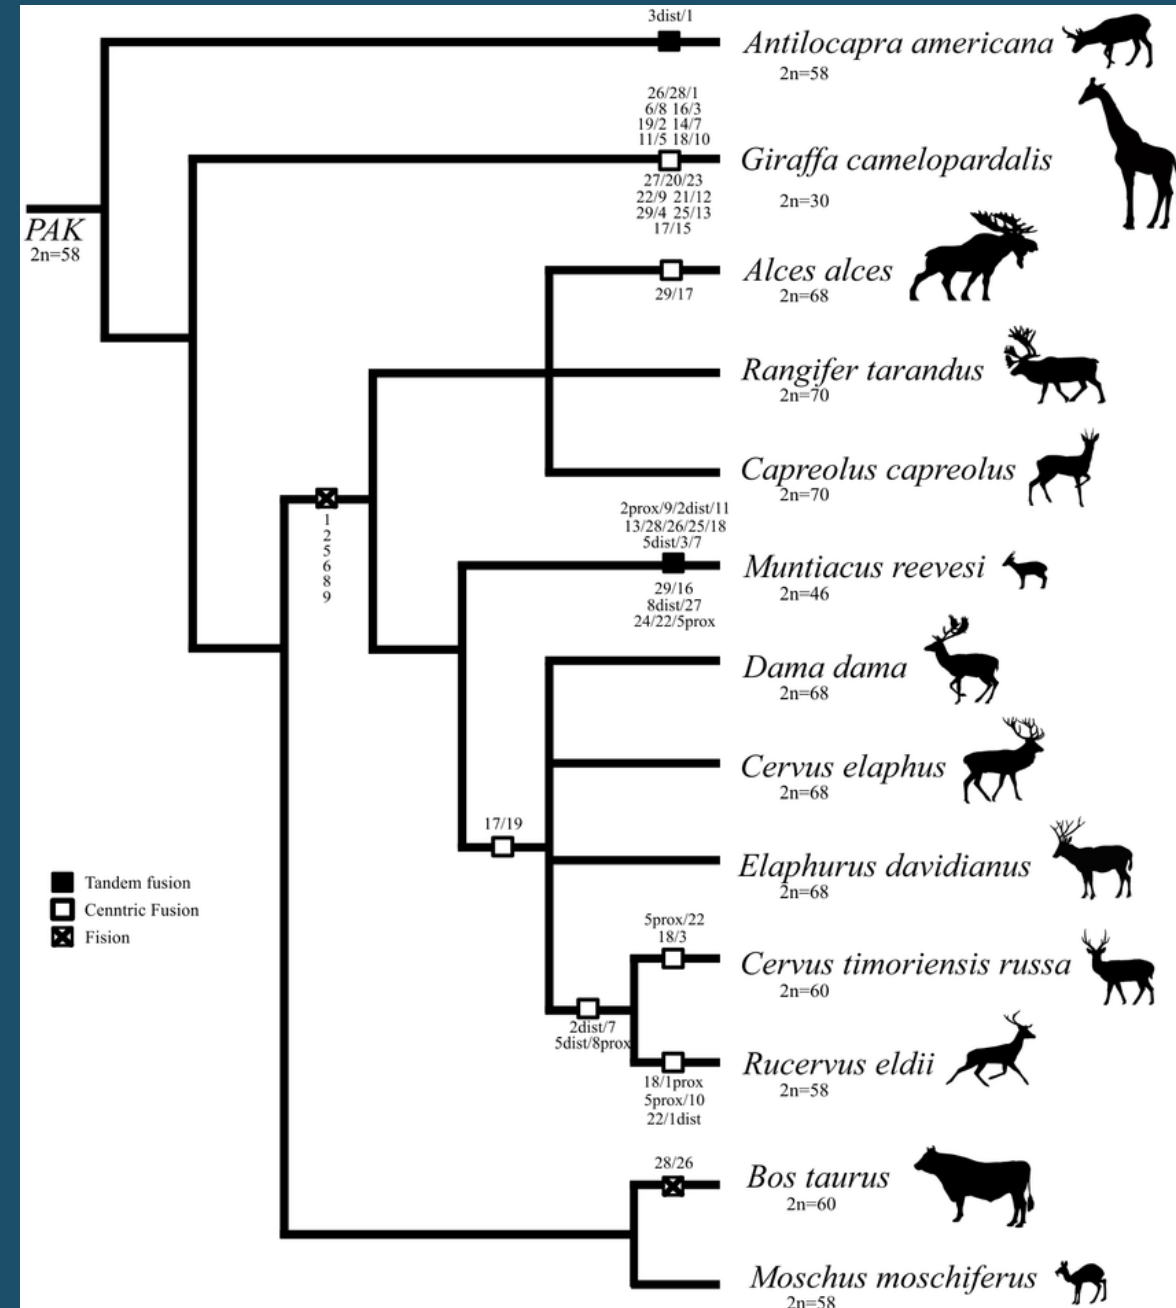 3dist/1
Antilocapra americana
2n=58
26/28/1
6/8 16/3
19/2 14/7
11/5 18/10
Giraffa camelopardalis
27/20/23
22/9 21/12
29/4 25/13
17/15
2n=30
PAK
2n=58
Alces alces
29/17
2n=68
Rangifer tarandus
2n=70
Capreolus capreolus
2n=70
1
2
5
6
8
9
2prox/9/2dist/11
13/28/26/25/18
5dist/3/7
Muntiacus reevesi
29/16
8dist/27
24/22/5prox
2n=46
Dama dama
2n=68
Cervus elaphus
2n=68
17/19
Elaphurus davidianus
2n=68
Tandem fusion
Cenntric Fusion
Fision
5prox/22
18/3
Cervus timoriensis russa
2n=60
2dist/7
5dist/8prox
Rucervus eldii
2n=58
18/1prox
5prox/10
22/1dist
28/26
Bos taurus
2n=60
Moschus moschiferus
2n=58